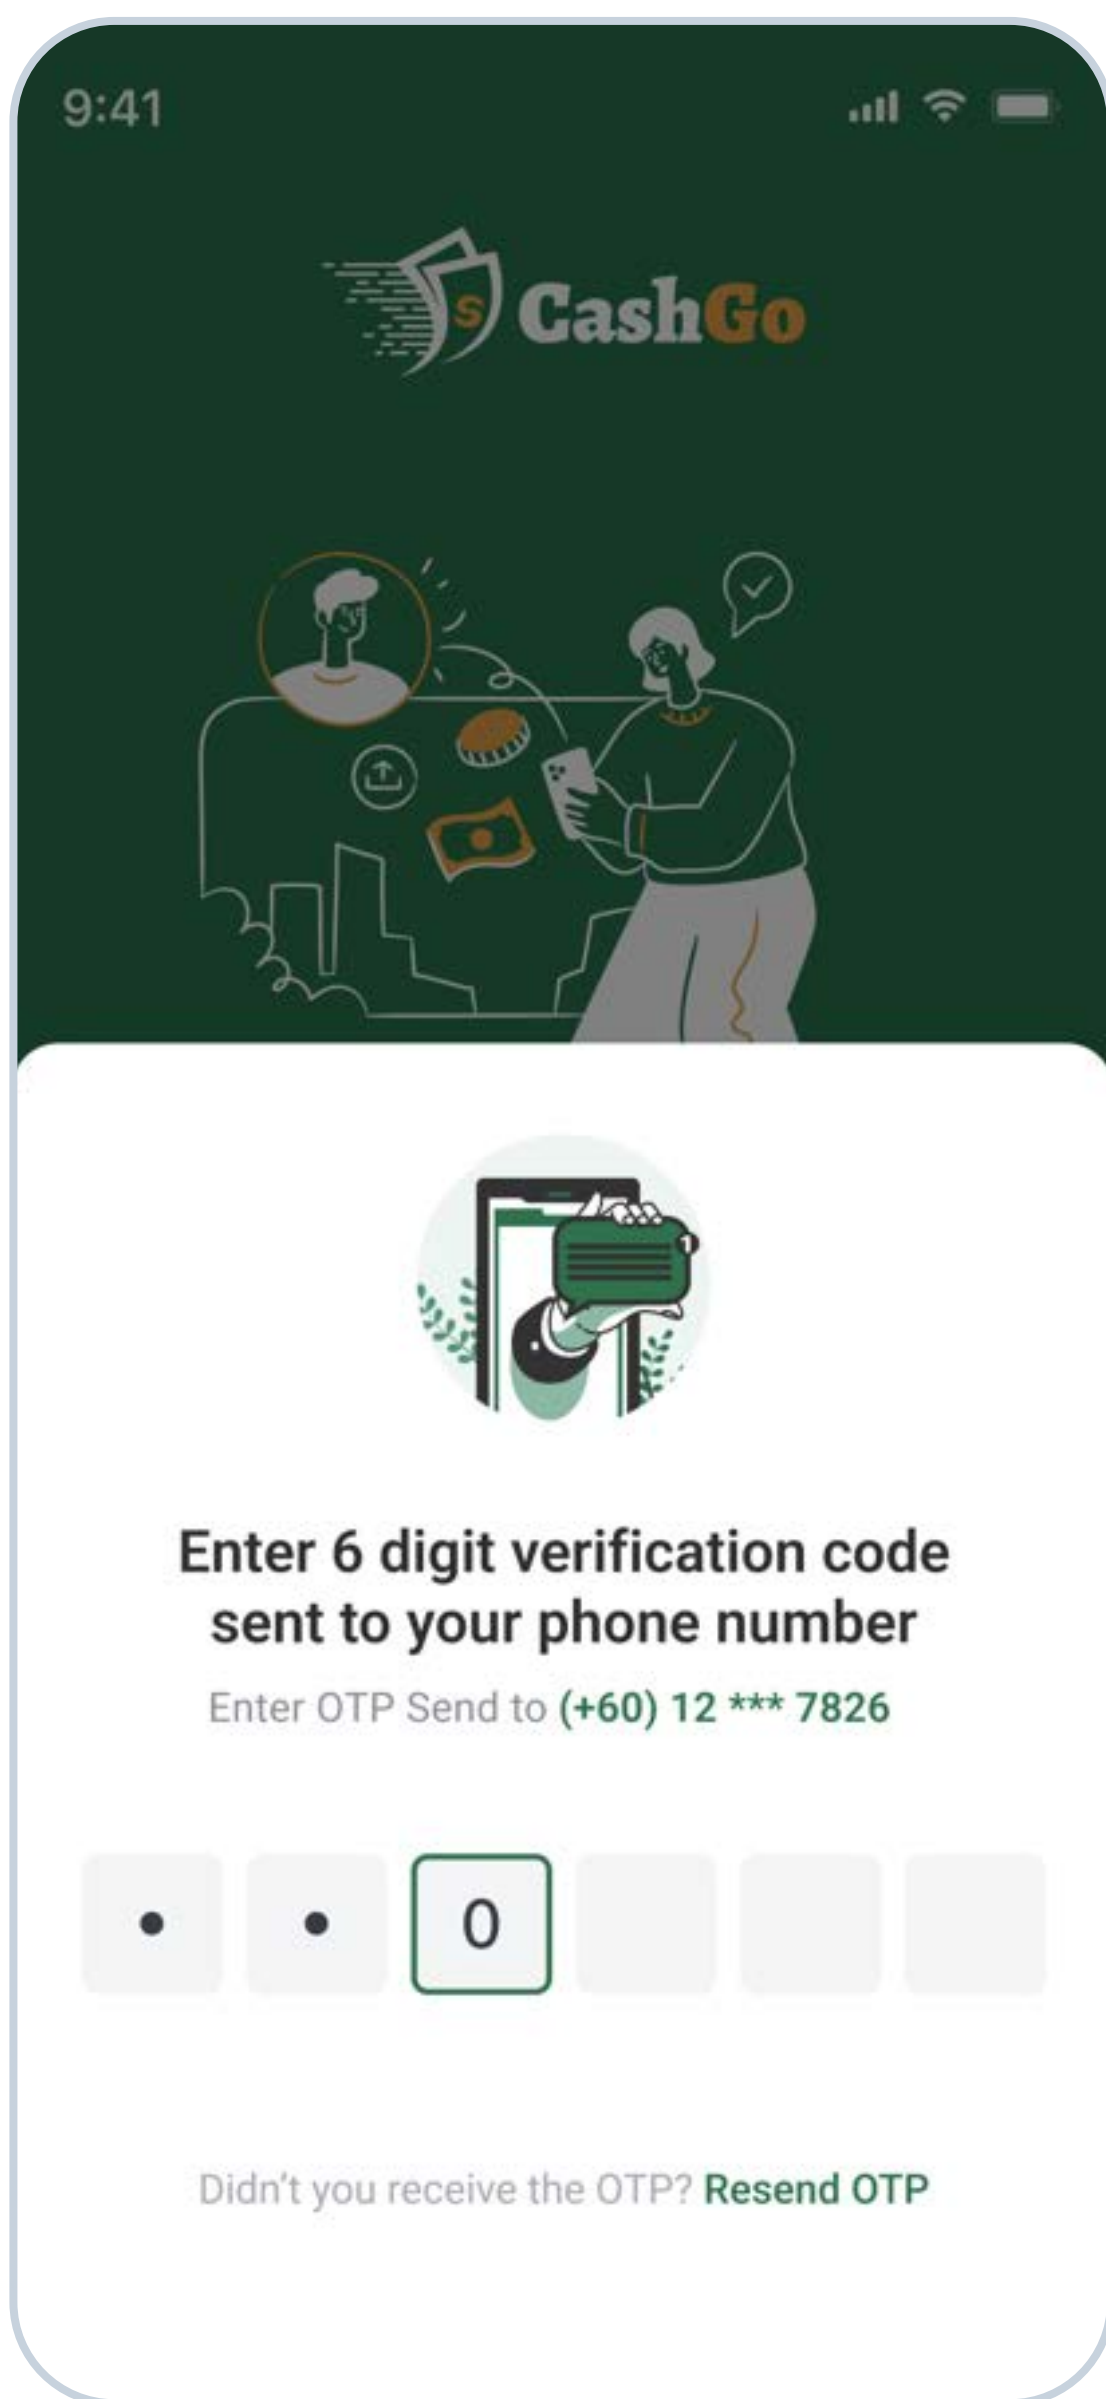 9:41
S
CashGo
1
Enter 6 digit verification code
sent to your phone number
Enter OTP Send to (+60) 12 *** 7826
• • 0
Didn't you receive the OTP? Resend OTP